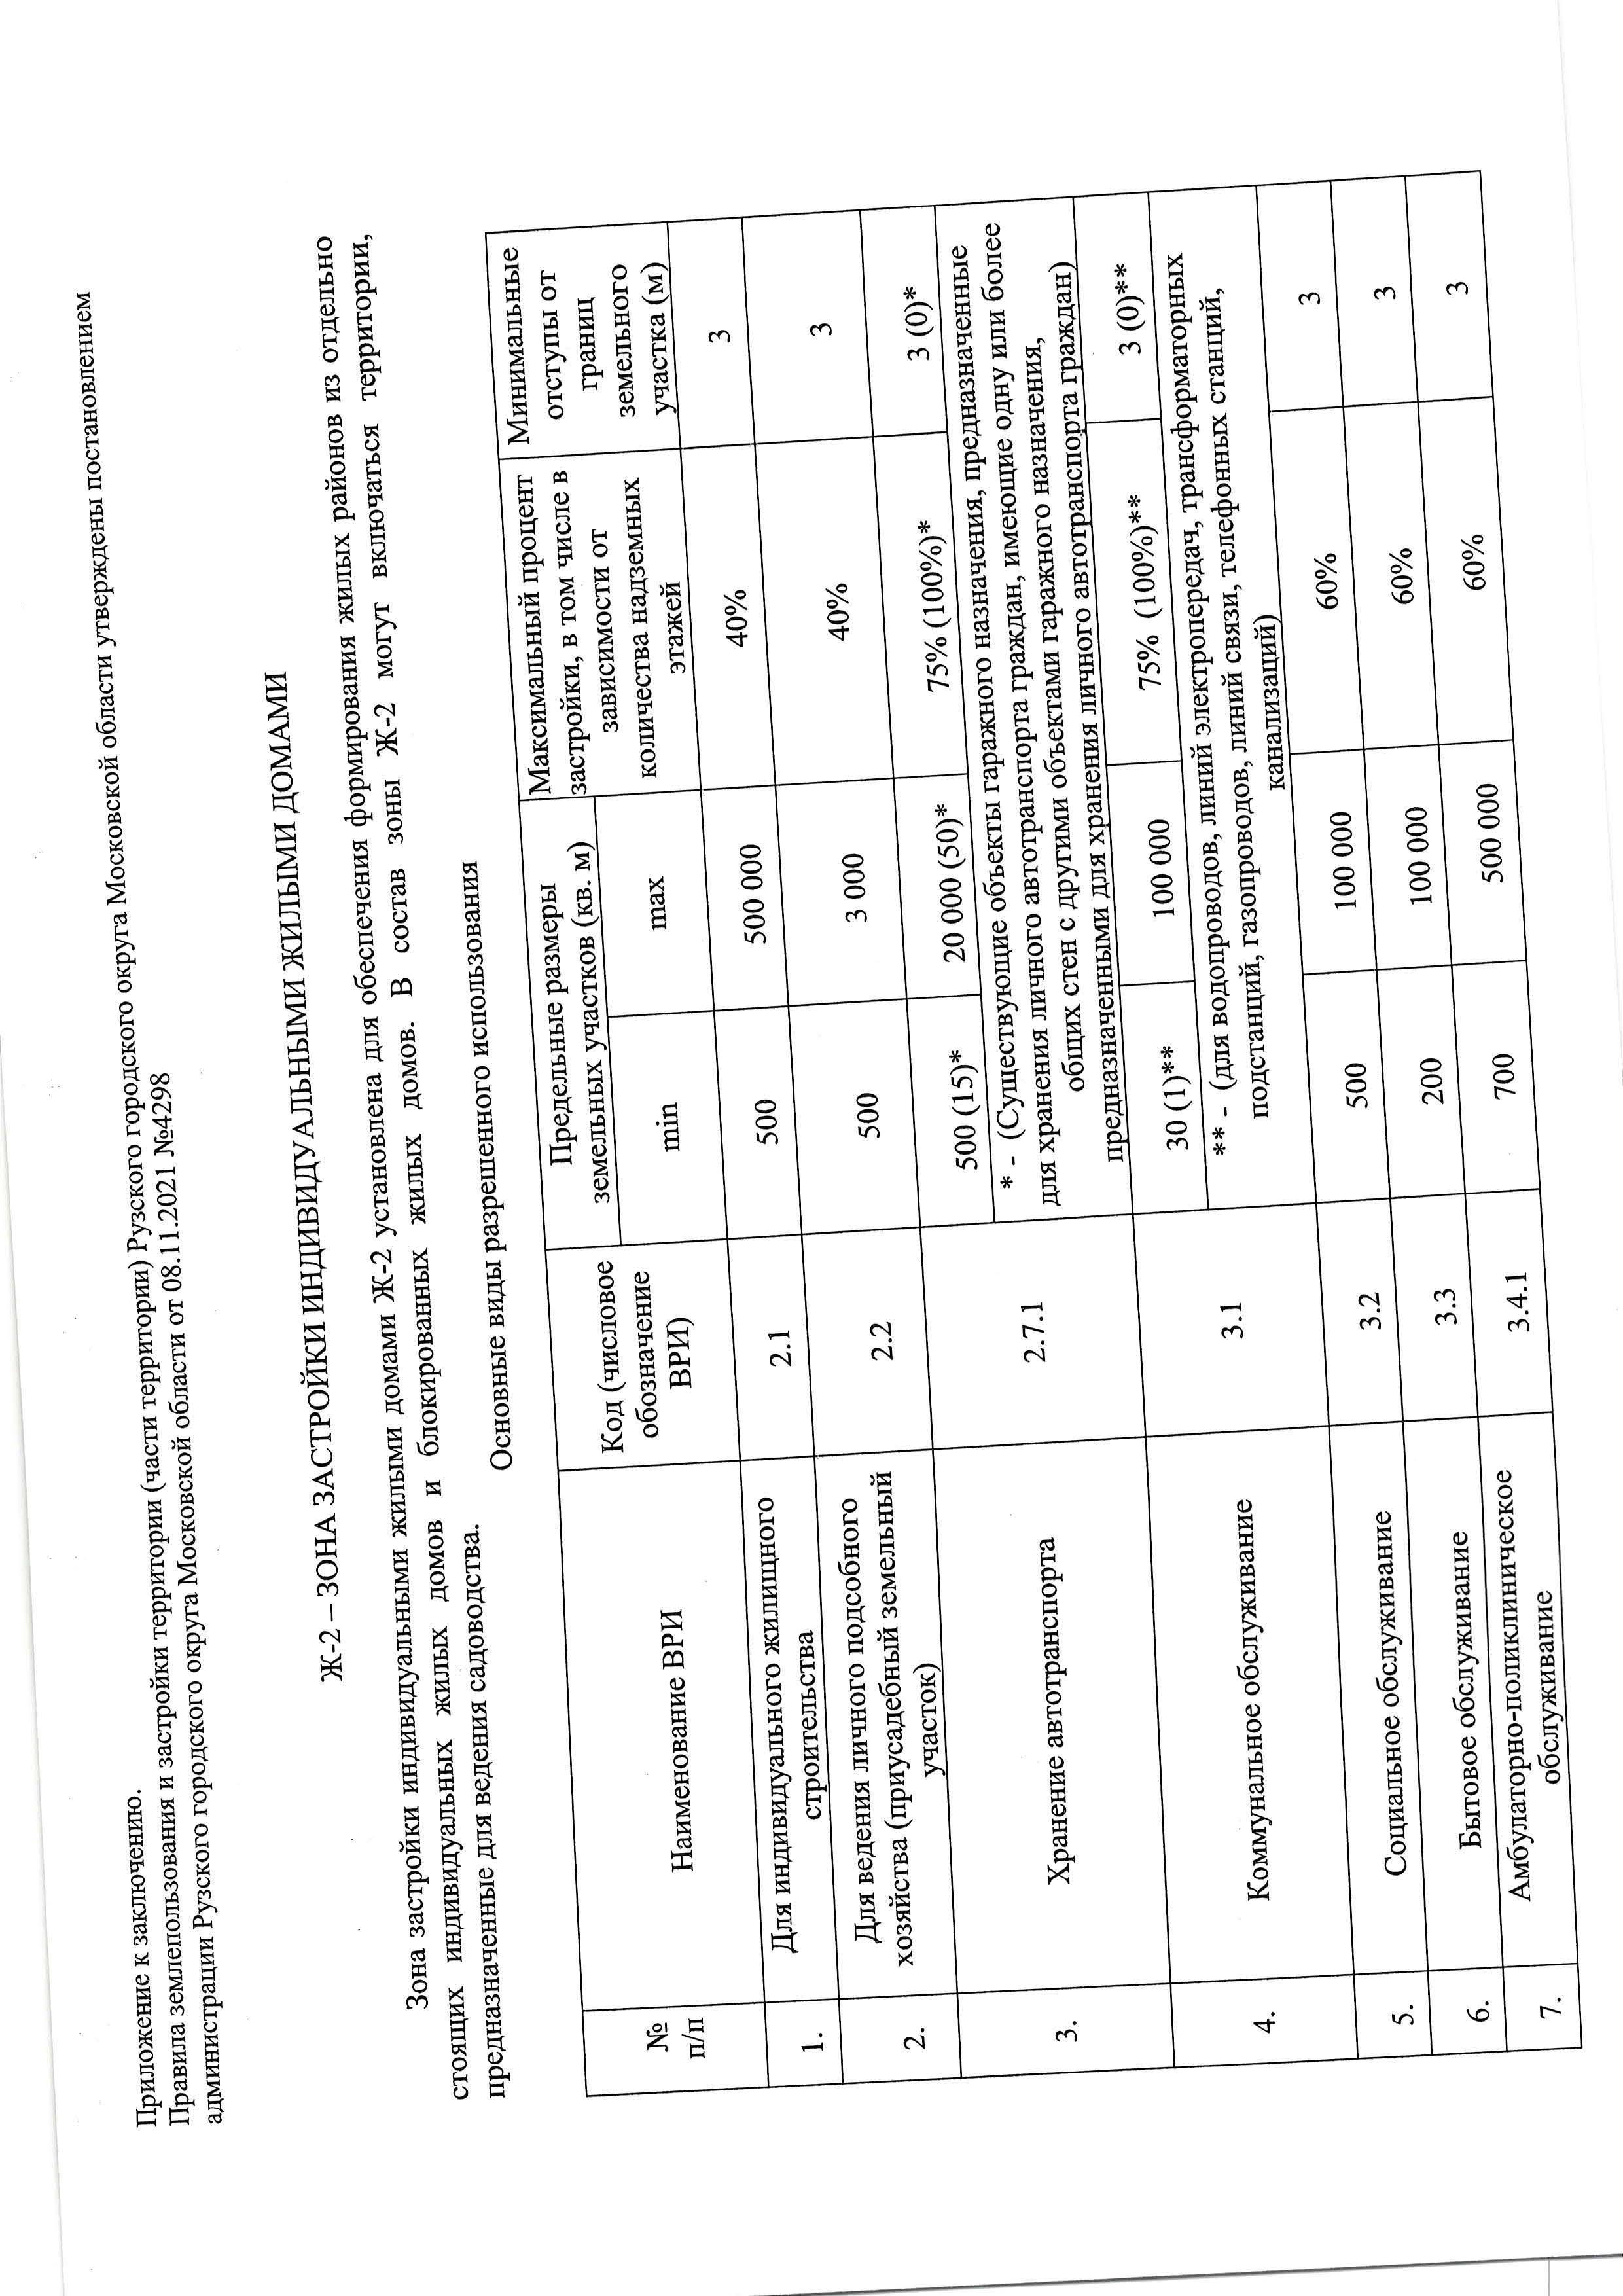 Приложение к заключению.
Правила землепользования и застройки территории (части территории) Рузского городского округа Московской области утверждены постановлением
администрации Рузского городского округа Московской области от 08.11.2021 №4298
Ж-2 – ЗОНА ЗАСТРОЙКИ ИНДИВИДУАЛЬНЫМИ ЖИЛЫМИ ДОМАМИ
Зона застройки индивидуальными жилыми домами Ж-2 установлена для обеспечения формирования жилых районов из отдельно
стоящих индивидуальных жилых домов и блокированных жилых домов. В состав зоны Ж-2 могут включаться территории,
предназначенные для ведения садоводства.
Основные виды разрешенного использования
№
п/п
Наименование ВРИ
Код (числовое
обозначение
ВРИ)
Предельные размеры
земельных участков (кв. м)
min
max
Максимальный процент
застройки, в том числе в
зависимости от
количества надземных
этажей
Минимальные
отступы от
границ
земельного
участка (м)
1.
Для индивидуального жилищного
строительства
2.1
500
500 000
40%
3
2.
Для ведения личного подсобного
хозяйства (приусадебный земельный
участок)
2.2
500
3 000
40%
3
3.
Хранение автотранспорта
2.7.1
500 (15)*
20 000 (50)*
75% (100%)*
3 (0)*
* - (Существующие объекты гаражного назначения, предназначенные
для хранения личного автотранспорта граждан, имеющие одну или более
общих стен с другими объектами гаражного назначения,
предназначенными для хранения личного автотранспорта граждан)
4.
Коммунальное обслуживание
3.1
30 (1)**
100 000
75% (100%)**
3 (0)**
** - (для водопроводов, линий электропередач, трансформаторных
подстанций, газопроводов, линий связи, телефонных станций,
канализаций)
5.
Социальное обслуживание
3.2
500
100 000
60%
3
6.
Бытовое обслуживание
3.3
200
100 000
60%
3
7.
Амбулаторно-поликлиническое
обслуживание
3.4.1
700
500 000
60%
3